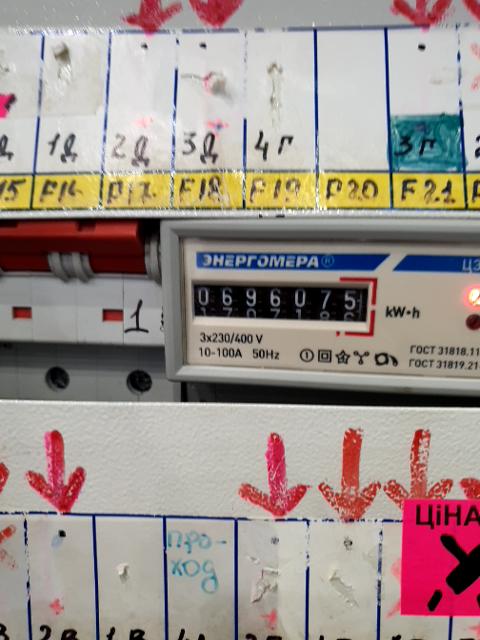 1Д 2Д 3Д 4Г 3Г
F16 F17 F18 F19 F20 F21
ЭНЕРГОМЕРА®
ЦЭ
0696075
kW•h
1
3x230/400 V
10-100A 50Hz
ГОСТ 31818.11
ГОСТ 31819.21
ЦІНА
про-
ход